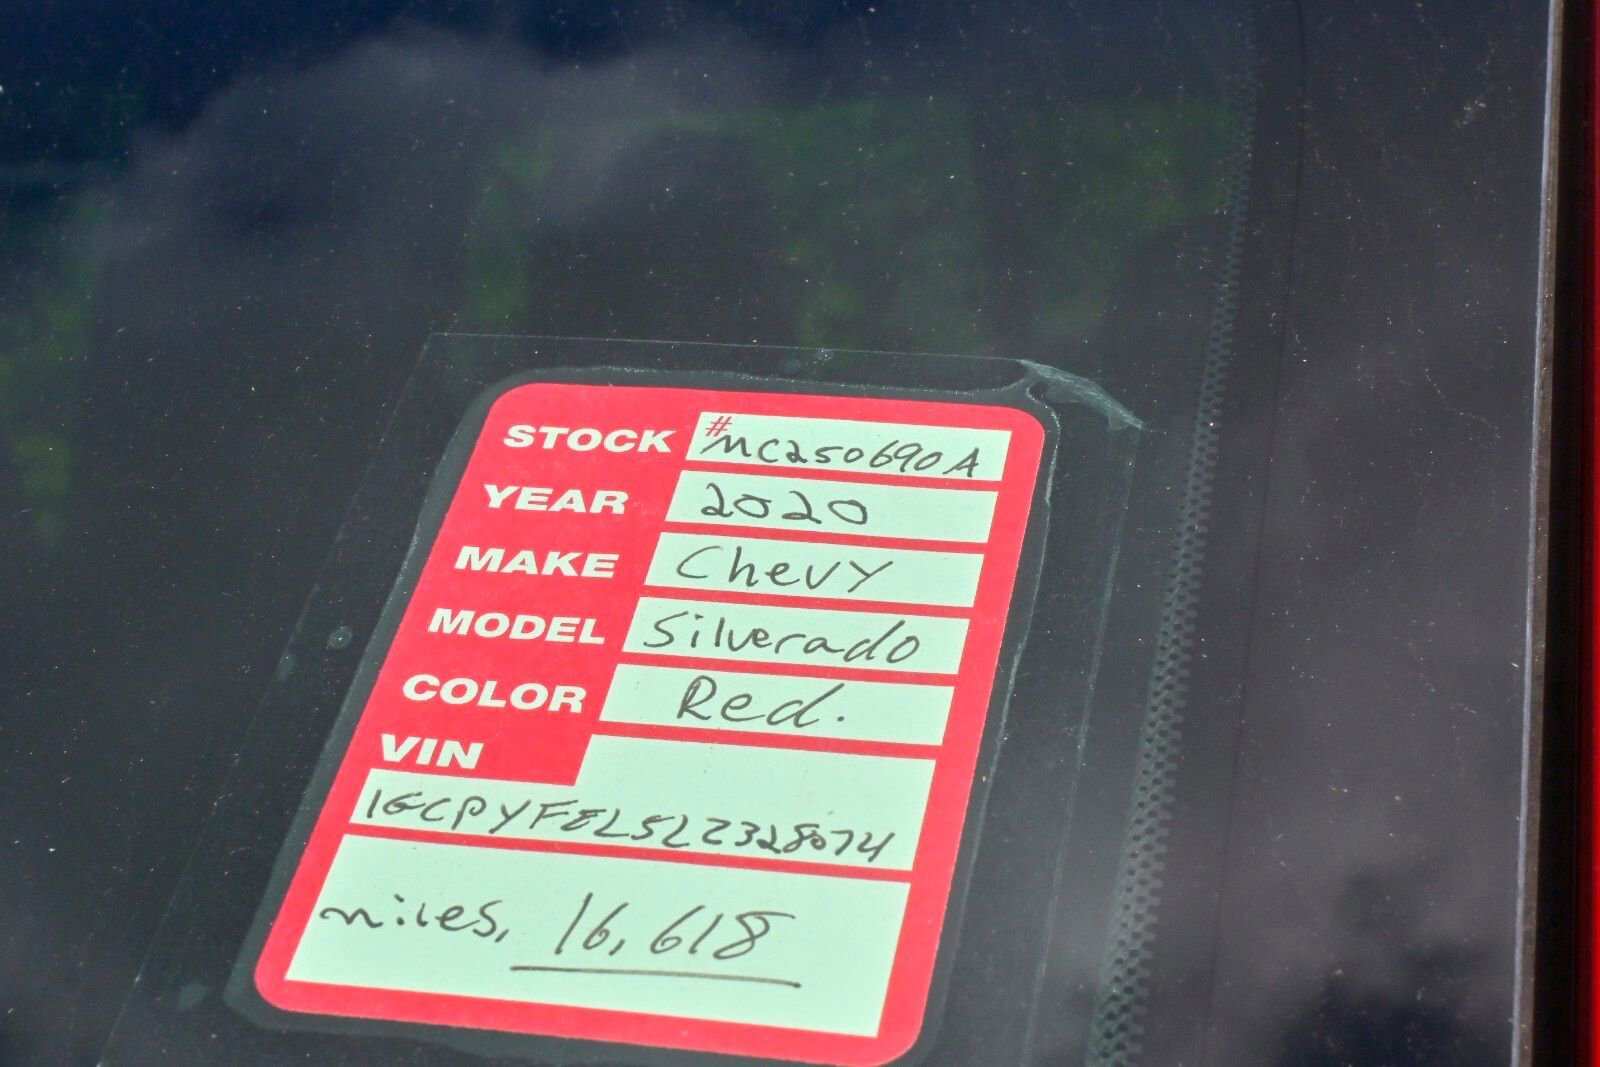 STOCK #MC250690A
YEAR 2020
MAKE Chevy
MODEL Silverado
COLOR Red.
VIN
1GCPYFEL5LZ328074
miles, 16,618